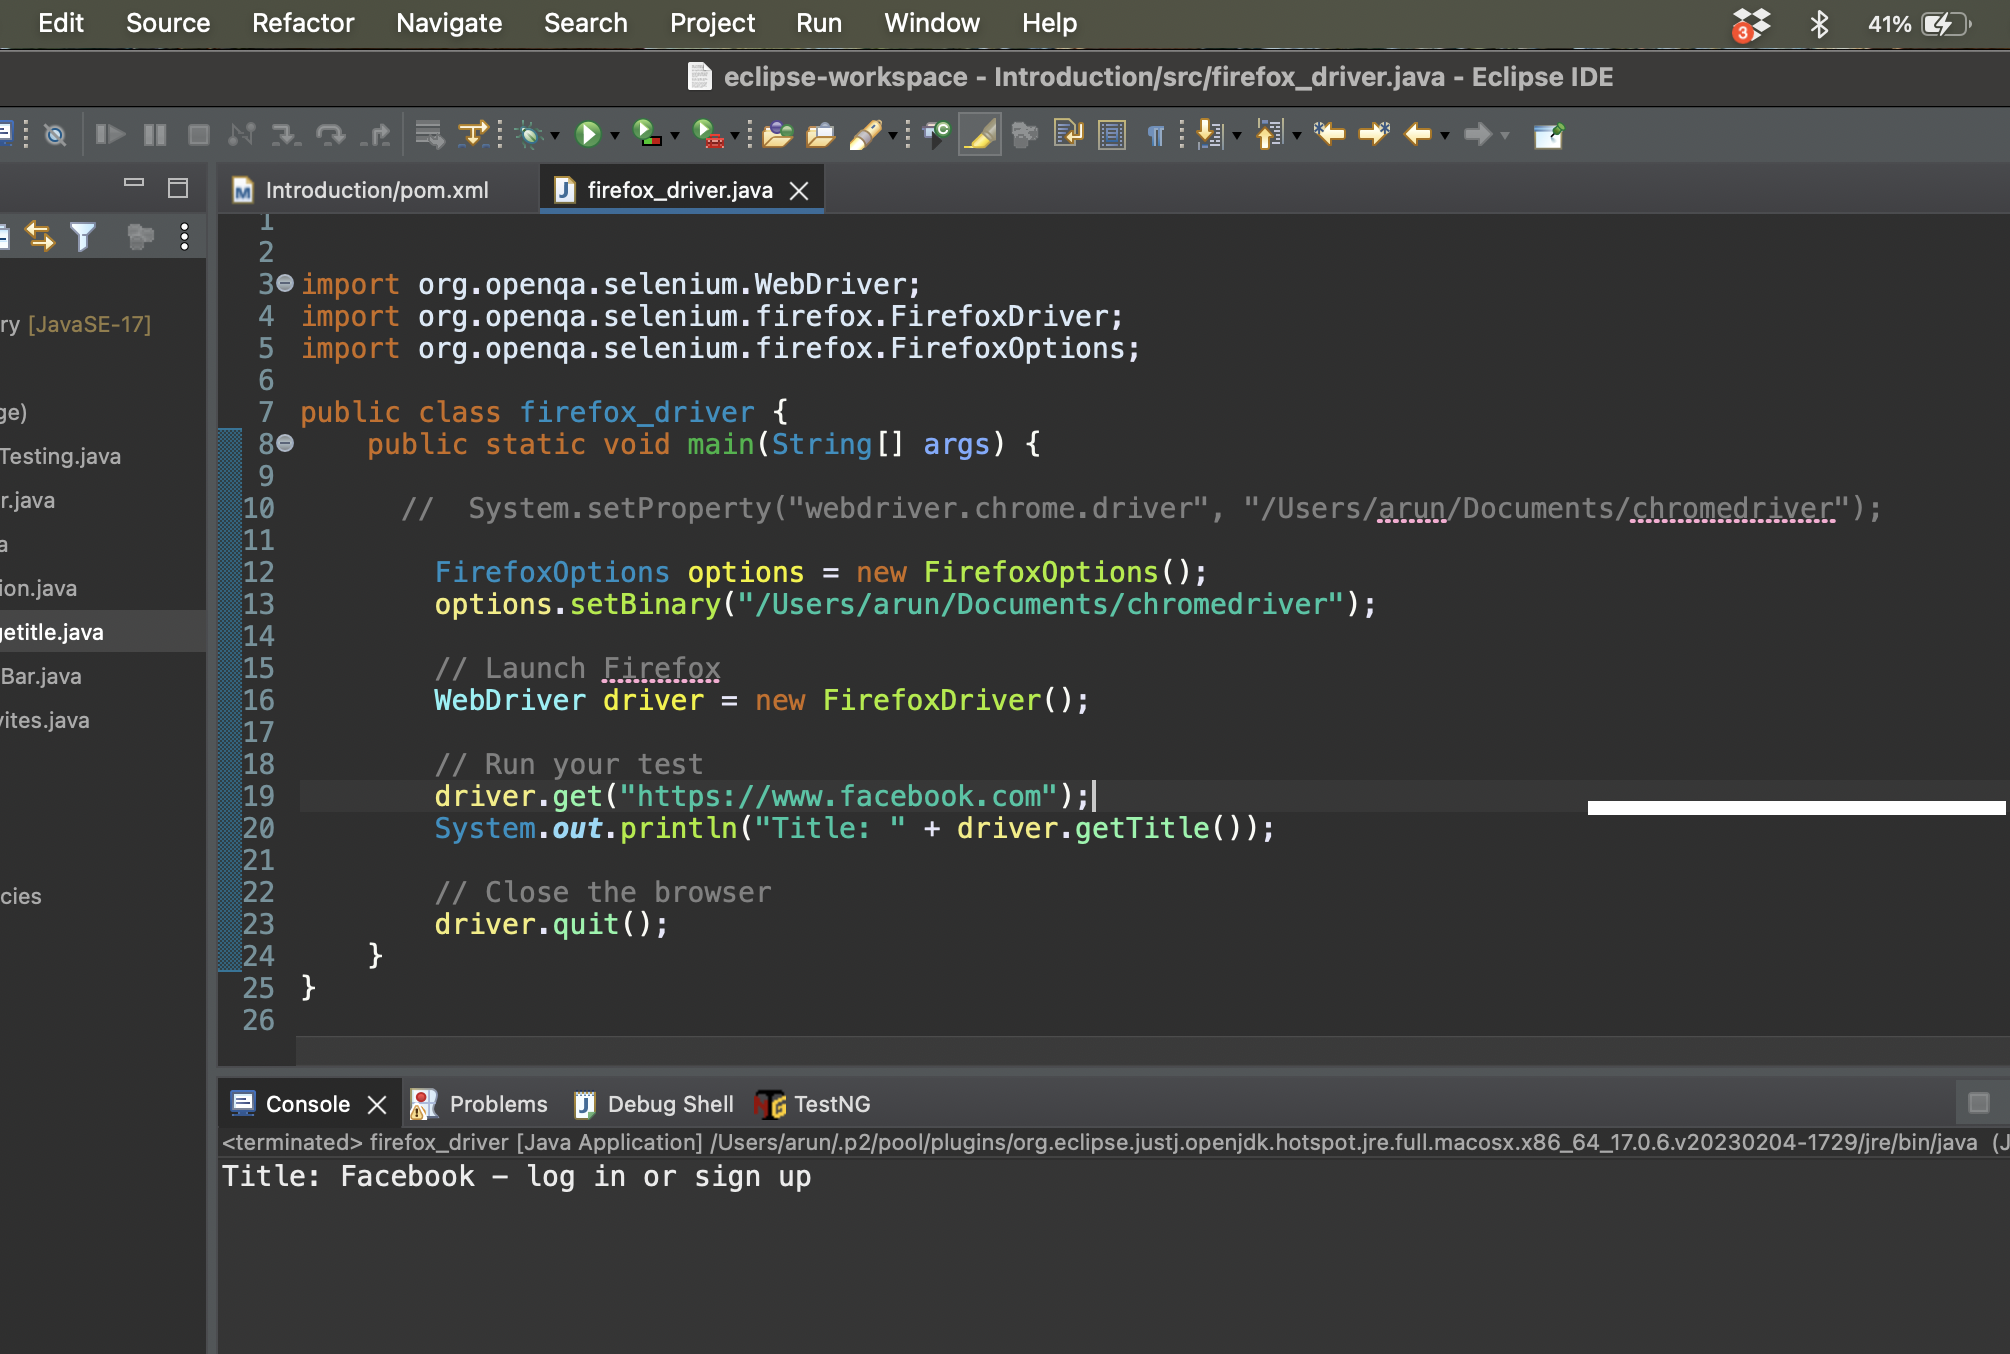 Edit Source Refactor Navigate Search Project Run Window Help 3 41%
eclipse-workspace - Introduction/src/firefox_driver.java - Eclipse IDE
Introduction/pom.xml firefox_driver.java
ry [JavaSE-17]
ge)
Testing.java
r.java
a
ion.java
getitle.java
Bar.java
vites.java
cies
1
2
3 import org.openqa.selenium.WebDriver;
4 import org.openqa.selenium.firefox.FirefoxDriver;
5 import org.openqa.selenium.firefox.FirefoxOptions;
6
7 public class firefox_driver {
8 public static void main(String[] args) {
9
10 // System.setProperty("webdriver.chrome.driver", "/Users/arun/Documents/chromedriver");
11
12 FirefoxOptions options = new FirefoxOptions();
13 options.setBinary("/Users/arun/Documents/chromedriver");
14
15 // Launch Firefox
16 WebDriver driver = new FirefoxDriver();
17
18 // Run your test
19 driver.get("https://www.facebook.com");
20 System.out.println("Title: " + driver.getTitle());
21
22 // Close the browser
23 driver.quit();
24 }
25 }
26
Console Problems Debug Shell TestNG
<terminated> firefox_driver [Java Application] /Users/arun/.p2/pool/plugins/org.eclipse.justj.openjdk.hotspot.jre.full.macosx.x86_64_17.0.6.v20230204-1729/jre/bin/java (J
Title: Facebook – log in or sign up